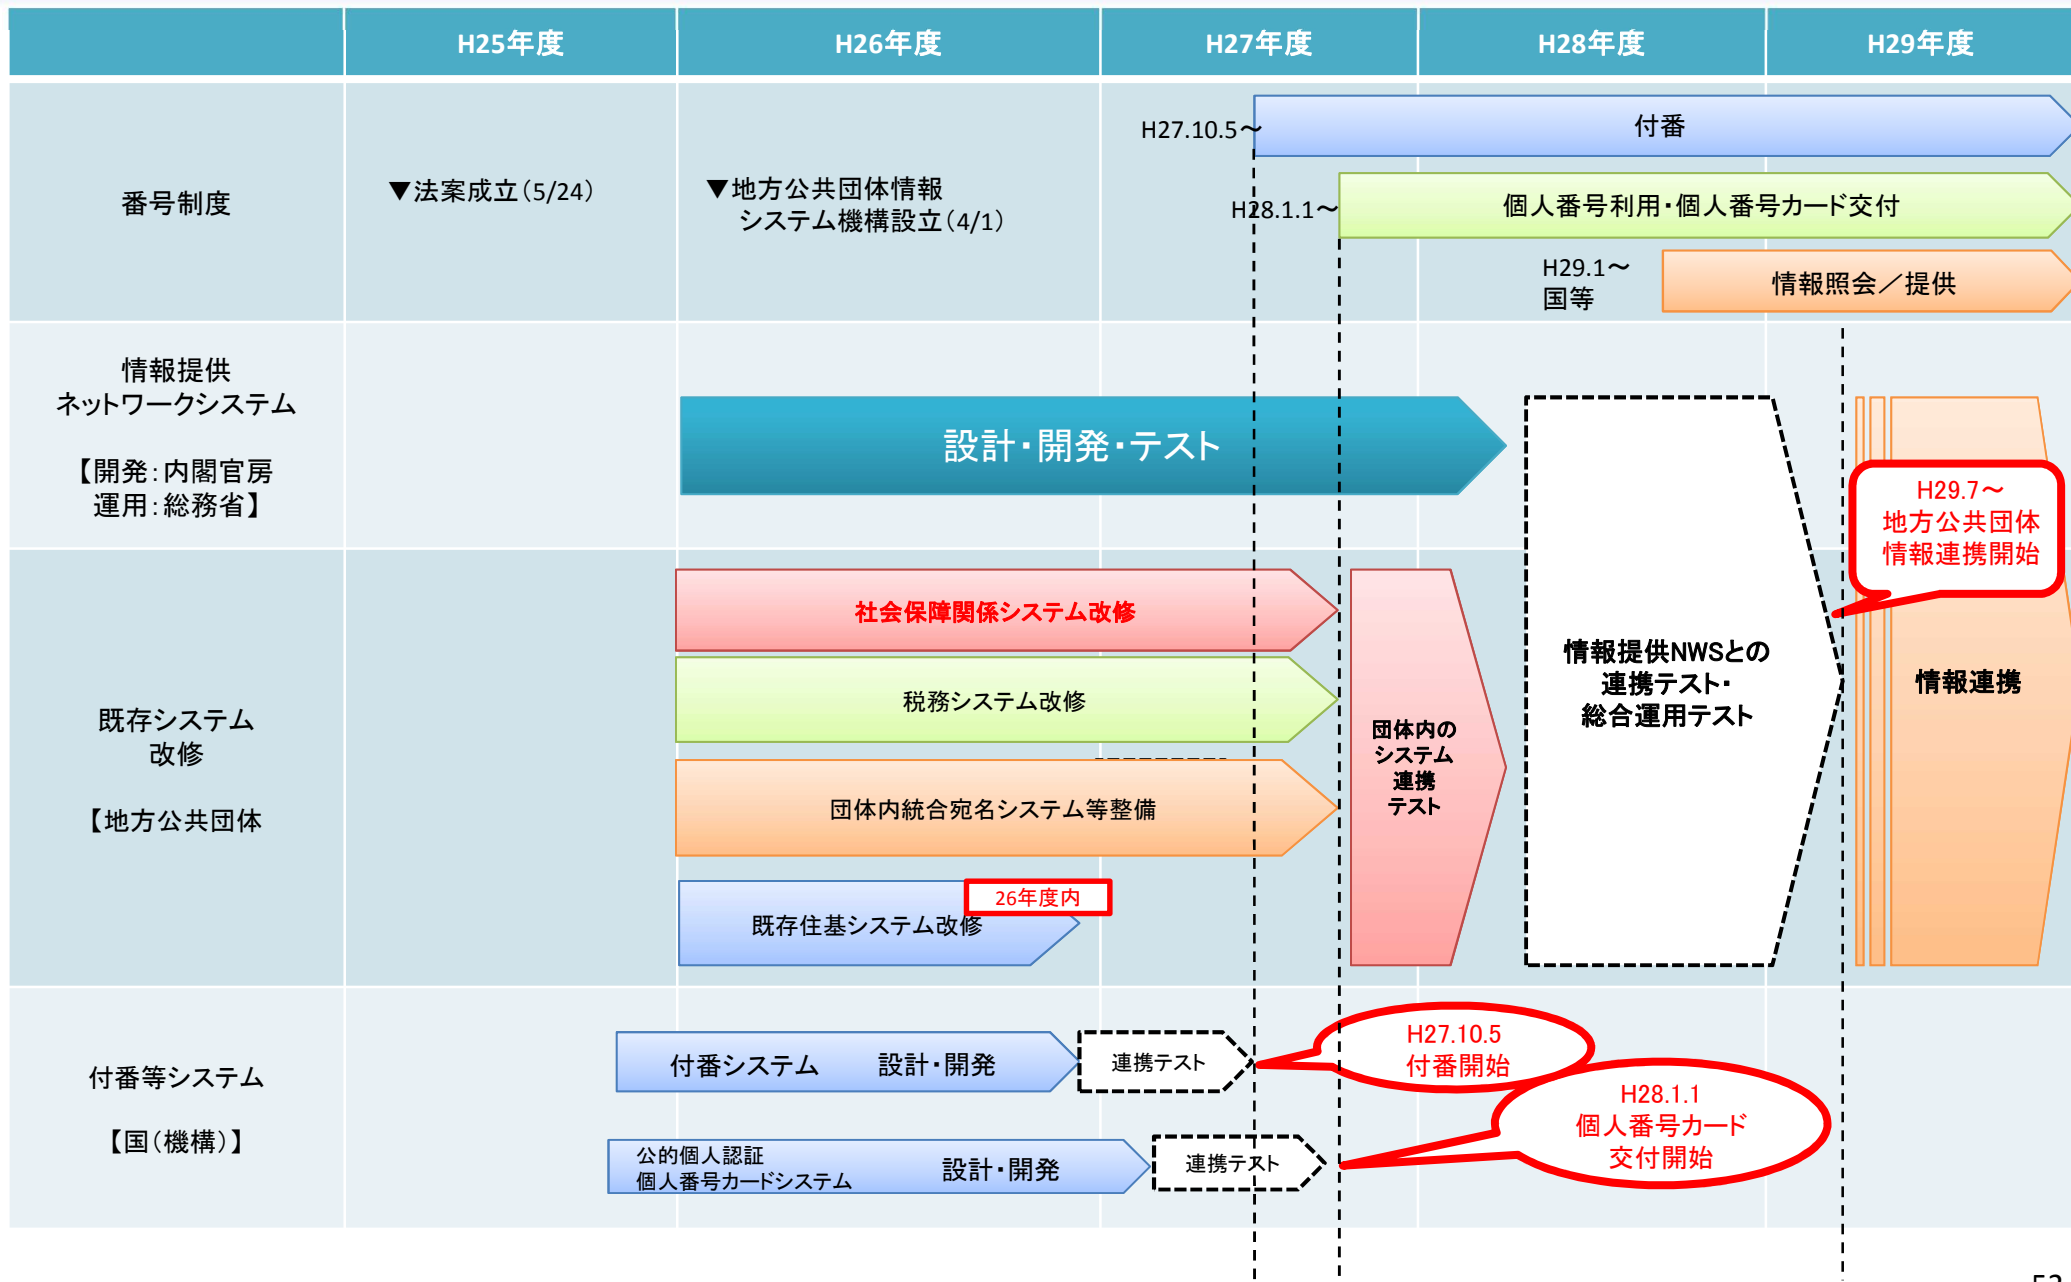 H25年度
H26年度
H27年度
H28年度
H29年度
番号制度
▼法案成立(5/24)
▼地方公共団体情報
システム機構設立(4/1)
H27.10.5～
付番
H28.1.1～
個人番号利用・個人番号カード交付
H29.1～
国等
情報照会／提供
情報提供
ネットワークシステム
【開発：内閣官房
運用：総務省】
設計・開発・テスト
H29.7～
地方公共団体
情報連携開始
既存システム
改修
【地方公共団体
社会保障関係システム改修
税務システム改修
団体内統合宛名システム等整備
26年度内
既存住基システム改修
団体内の
システム
連携
テスト
情報提供NWSとの
連携テスト・
総合運用テスト
情報連携
付番等システム
【国(機構)】
付番システム　　設計・開発
連携テスト
H27.10.5
付番開始
公的個人認証
個人番号カードシステム
設計・開発
連携テスト
H28.1.1
個人番号カード
交付開始